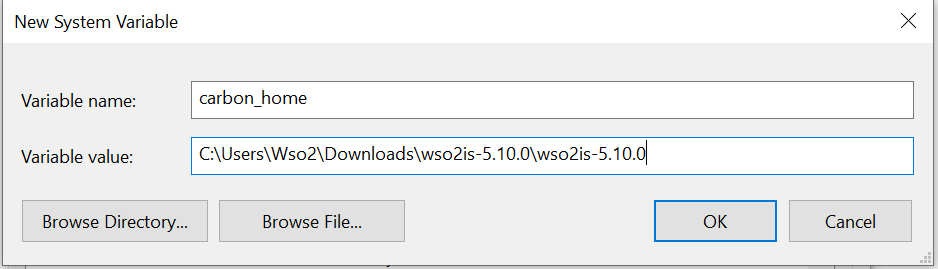 New System Variable
Variable name:
carbon_home
Variable value:
C:\Users\Wso2\Downloads\wso2is-5.10.0\wso2is-5.10.0
Browse Directory...
Browse File...
OK
Cancel